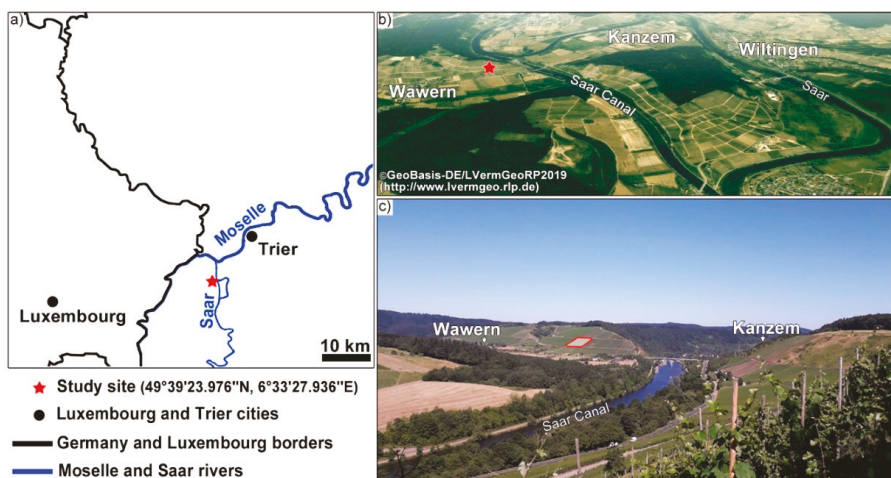 a)
Moselle
Trier
Saar
Luxembourg
10 km
★ Study site (49°39'23.976"N, 6°33'27.936"E)
● Luxembourg and Trier cities
Germany and Luxembourg borders
Moselle and Saar rivers
b)
Kanzem
Wiltingen
Wawern
Saar Canal
Saar
©GeoBasis-DE/LVermGeoRP2019
(http://www.lvermgeo.rlp.de)
c)
Wawern
Kanzem
Saar Canal